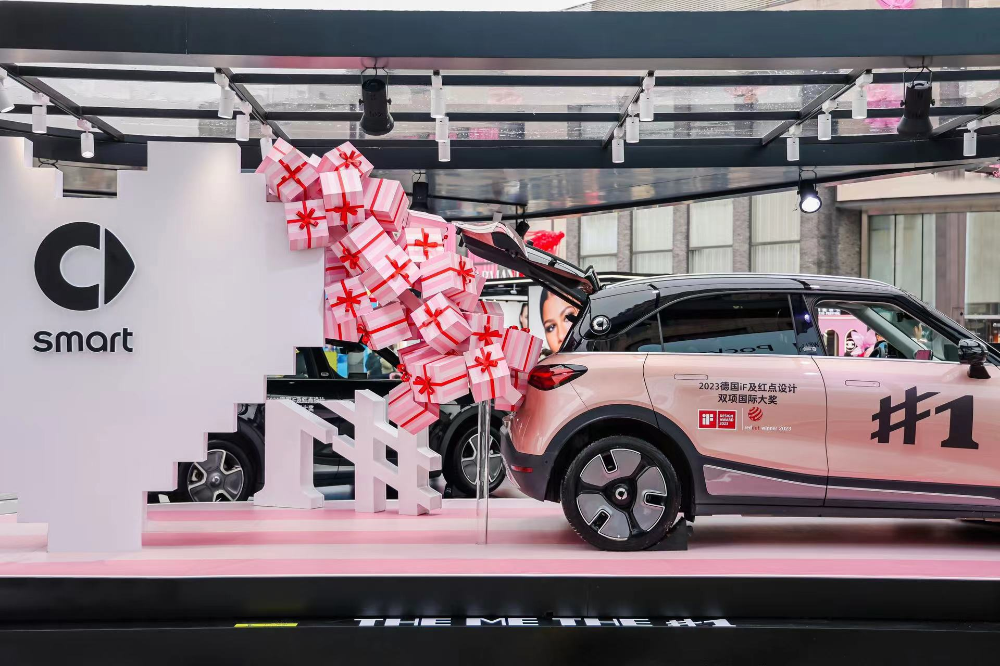 smart
2023德国iF及红点设计
双项国际大奖
iF
DESIGN
AWARD
2023
reddot winner 2023
#1
THE ME THE #1